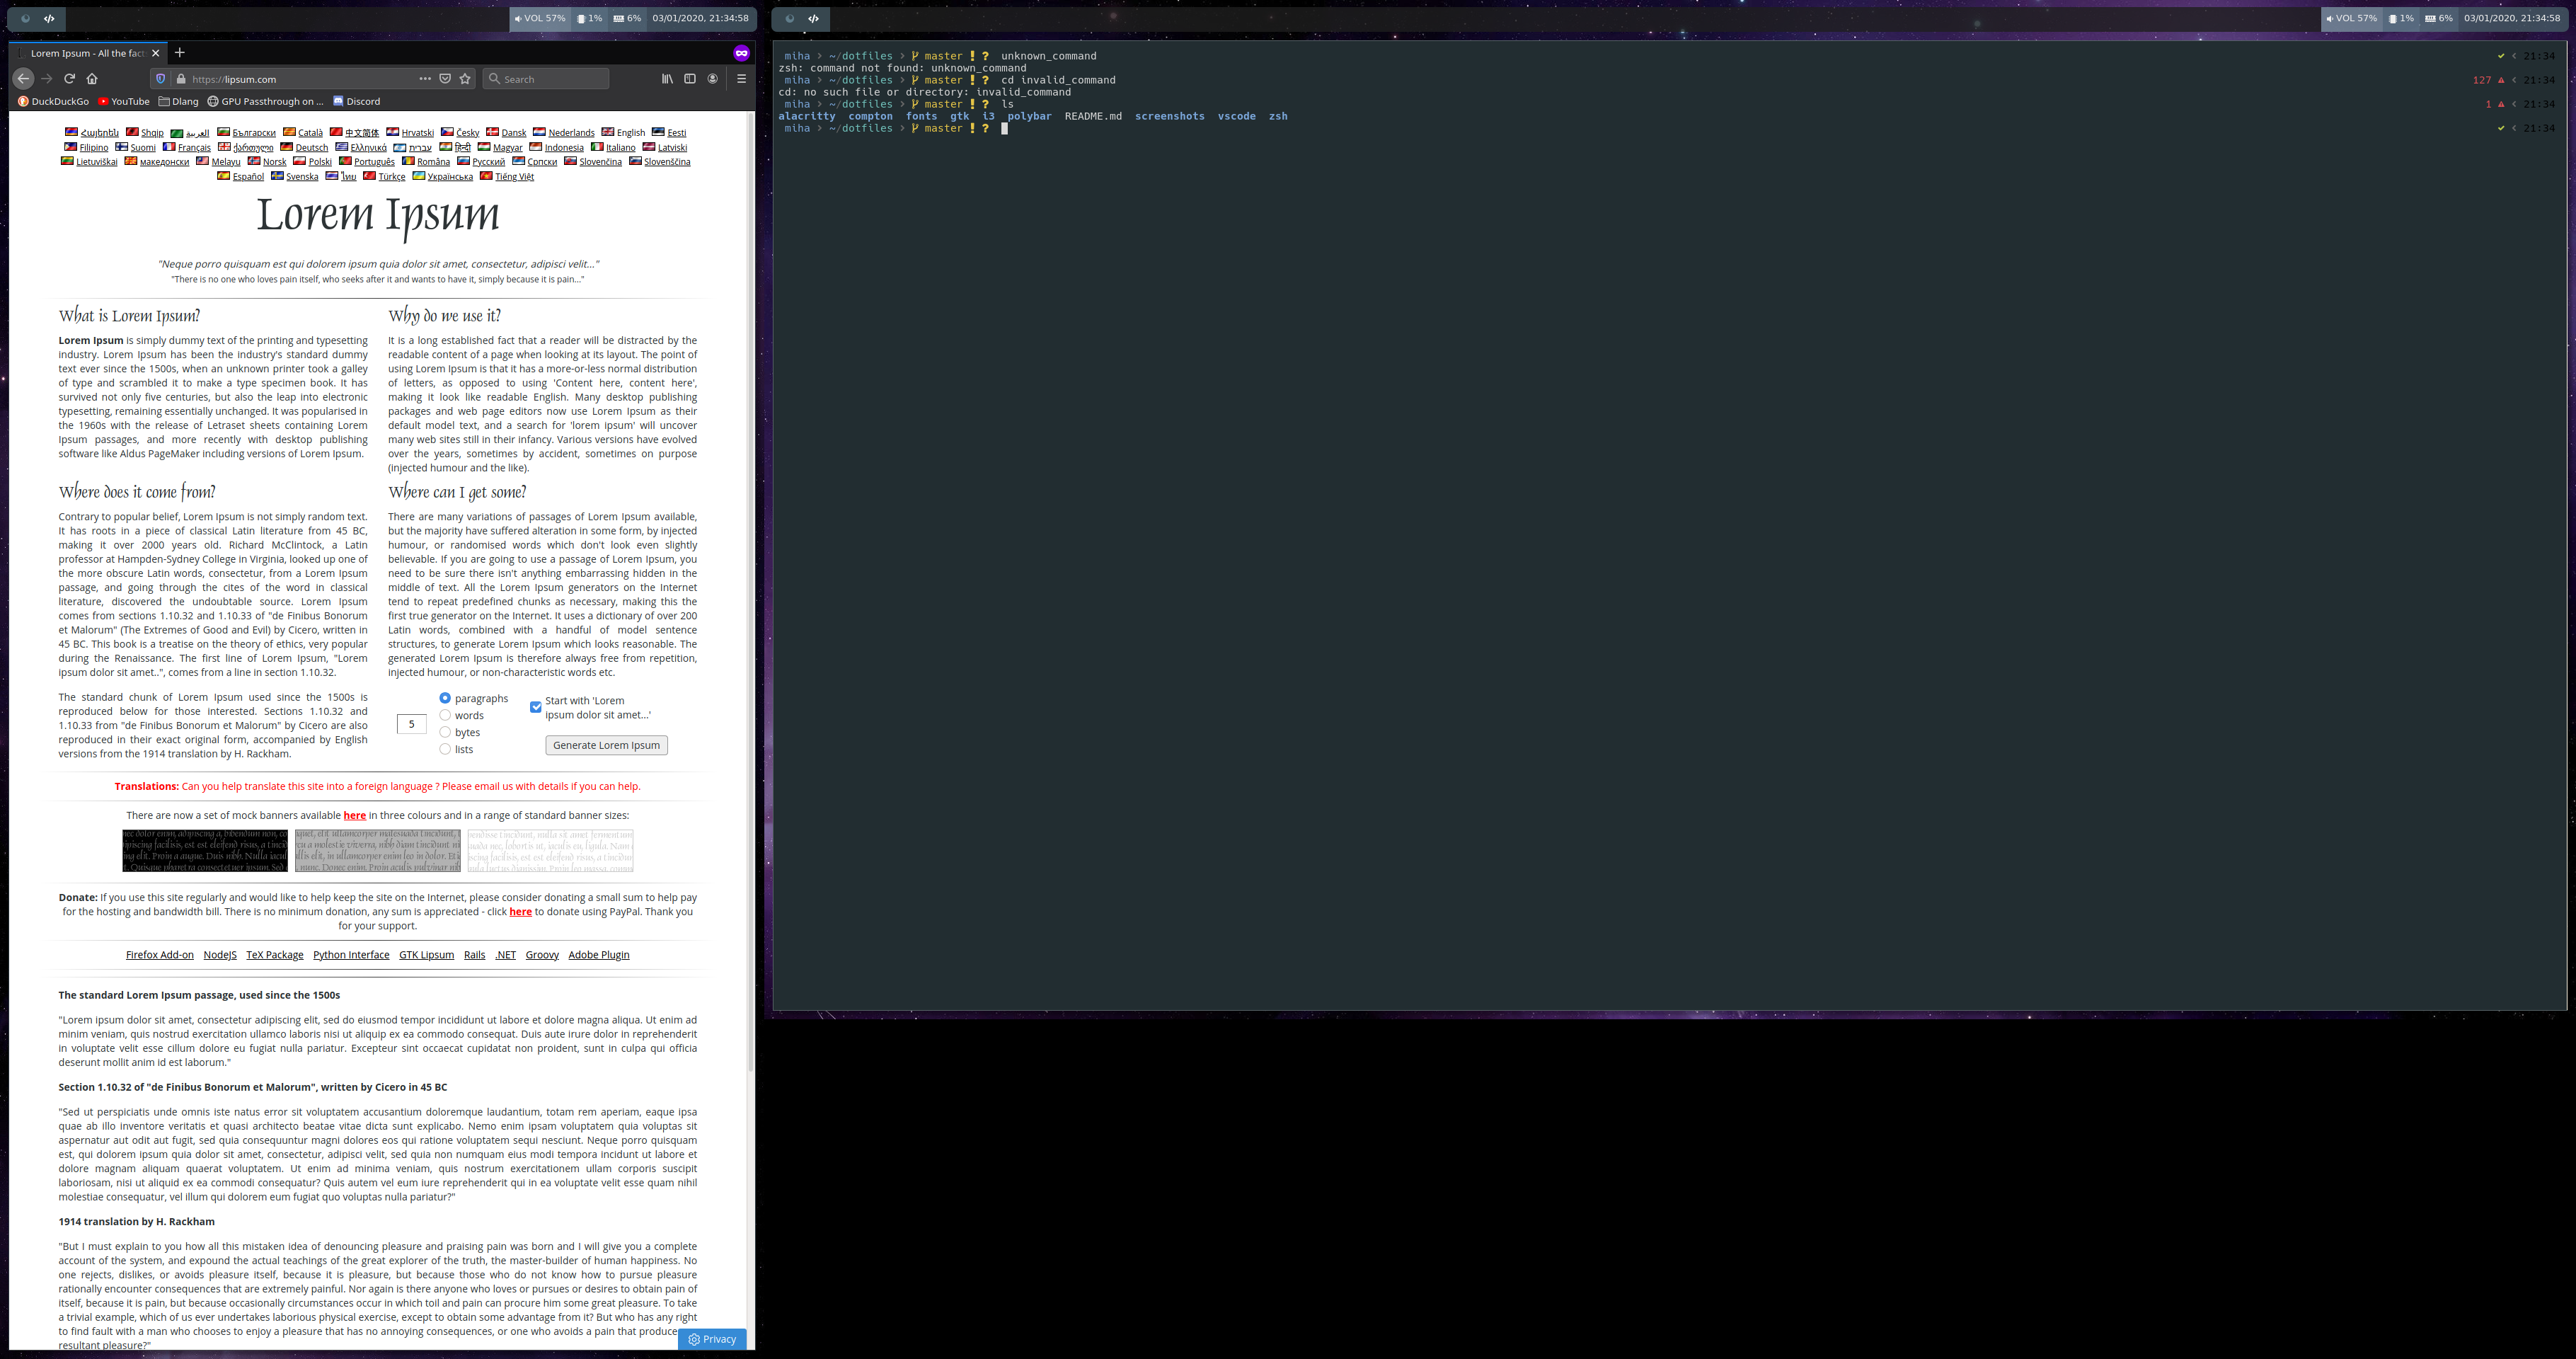 VOL 57% 1% 6% 03/01/2020, 21:34:58
Lorem Ipsum - All the fact
https://lipsum.com
Search
DuckDuckGo YouTube Dlang GPU Passthrough on ... Discord
Հայերեն Shqip العربية Български Català 中文简体 Hrvatski Česky Dansk Nederlands English Eesti
Filipino Suomi Français ქართული Deutsch Ελληνικά עברית हिन्दी Magyar Indonesia Italiano Latviski
Lietuviškai македонски Melayu Norsk Polski Português Româna Русский Српски Slovenčina Slovenščina
Español Svenska ไทย Türkçe Українська Tiếng Việt
Lorem Ipsum
"Neque porro quisquam est qui dolorem ipsum quia dolor sit amet, consectetur, adipisci velit..."
"There is no one who loves pain itself, who seeks after it and wants to have it, simply because it is pain..."
What is Lorem Ipsum?
Lorem Ipsum is simply dummy text of the printing and typesetting
industry. Lorem Ipsum has been the industry's standard dummy
text ever since the 1500s, when an unknown printer took a galley
of type and scrambled it to make a type specimen book. It has
survived not only five centuries, but also the leap into electronic
typesetting, remaining essentially unchanged. It was popularised in
the 1960s with the release of Letraset sheets containing Lorem
Ipsum passages, and more recently with desktop publishing
software like Aldus PageMaker including versions of Lorem Ipsum.
Why do we use it?
It is a long established fact that a reader will be distracted by the
readable content of a page when looking at its layout. The point of
using Lorem Ipsum is that it has a more-or-less normal distribution
of letters, as opposed to using 'Content here, content here',
making it look like readable English. Many desktop publishing
packages and web page editors now use Lorem Ipsum as their
default model text, and a search for 'lorem ipsum' will uncover
many web sites still in their infancy. Various versions have evolved
over the years, sometimes by accident, sometimes on purpose
(injected humour and the like).
Where does it come from?
Contrary to popular belief, Lorem Ipsum is not simply random text.
It has roots in a piece of classical Latin literature from 45 BC,
making it over 2000 years old. Richard McClintock, a Latin
professor at Hampden-Sydney College in Virginia, looked up one of
the more obscure Latin words, consectetur, from a Lorem Ipsum
passage, and going through the cites of the word in classical
literature, discovered the undoubtable source. Lorem Ipsum
comes from sections 1.10.32 and 1.10.33 of "de Finibus Bonorum
et Malorum" (The Extremes of Good and Evil) by Cicero, written in
45 BC. This book is a treatise on the theory of ethics, very popular
during the Renaissance. The first line of Lorem Ipsum, "Lorem
ipsum dolor sit amet..", comes from a line in section 1.10.32.
The standard chunk of Lorem Ipsum used since the 1500s is
reproduced below for those interested. Sections 1.10.32 and
1.10.33 from "de Finibus Bonorum et Malorum" by Cicero are also
reproduced in their exact original form, accompanied by English
versions from the 1914 translation by H. Rackham.
Where can I get some?
There are many variations of passages of Lorem Ipsum available,
but the majority have suffered alteration in some form, by injected
humour, or randomised words which don't look even slightly
believable. If you are going to use a passage of Lorem Ipsum, you
need to be sure there isn't anything embarrassing hidden in the
middle of text. All the Lorem Ipsum generators on the Internet
tend to repeat predefined chunks as necessary, making this the
first true generator on the Internet. It uses a dictionary of over 200
Latin words, combined with a handful of model sentence
structures, to generate Lorem Ipsum which looks reasonable. The
generated Lorem Ipsum is therefore always free from repetition,
injected humour, or non-characteristic words etc.
5
paragraphs
words
bytes
lists
Start with 'Lorem
ipsum dolor sit amet...'
Generate Lorem Ipsum
Translations: Can you help translate this site into a foreign language ? Please email us with details if you can help.
There are now a set of mock banners available here in three colours and in a range of standard banner sizes:
Donate: If you use this site regularly and would like to help keep the site on the Internet, please consider donating a small sum to help pay
for the hosting and bandwidth bill. There is no minimum donation, any sum is appreciated - click here to donate using PayPal. Thank you
for your support.
Firefox Add-on NodeJS TeX Package Python Interface GTK Lipsum Rails .NET Groovy Adobe Plugin
The standard Lorem Ipsum passage, used since the 1500s
"Lorem ipsum dolor sit amet, consectetur adipiscing elit, sed do eiusmod tempor incididunt ut labore et dolore magna aliqua. Ut enim ad
minim veniam, quis nostrud exercitation ullamco laboris nisi ut aliquip ex ea commodo consequat. Duis aute irure dolor in reprehenderit
in voluptate velit esse cillum dolore eu fugiat nulla pariatur. Excepteur sint occaecat cupidatat non proident, sunt in culpa qui officia
deserunt mollit anim id est laborum."
Section 1.10.32 of "de Finibus Bonorum et Malorum", written by Cicero in 45 BC
"Sed ut perspiciatis unde omnis iste natus error sit voluptatem accusantium doloremque laudantium, totam rem aperiam, eaque ipsa
quae ab illo inventore veritatis et quasi architecto beatae vitae dicta sunt explicabo. Nemo enim ipsam voluptatem quia voluptas sit
aspernatur aut odit aut fugit, sed quia consequuntur magni dolores eos qui ratione voluptatem sequi nesciunt. Neque porro quisquam
est, qui dolorem ipsum quia dolor sit amet, consectetur, adipisci velit, sed quia non numquam eius modi tempora incidunt ut labore et
dolore magnam aliquam quaerat voluptatem. Ut enim ad minima veniam, quis nostrum exercitationem ullam corporis suscipit
laboriosam, nisi ut aliquid ex ea commodi consequatur? Quis autem vel eum iure reprehenderit qui in ea voluptate velit esse quam nihil
molestiae consequatur, vel illum qui dolorem eum fugiat quo voluptas nulla pariatur?"
1914 translation by H. Rackham
"But I must explain to you how all this mistaken idea of denouncing pleasure and praising pain was born and I will give you a complete
account of the system, and expound the actual teachings of the great explorer of the truth, the master-builder of human happiness. No
one rejects, dislikes, or avoids pleasure itself, because it is pleasure, but because those who do not know how to pursue pleasure
rationally encounter consequences that are extremely painful. Nor again is there anyone who loves or pursues or desires to obtain pain of
itself, because it is pain, but because occasionally circumstances occur in which toil and pain can procure him some great pleasure. To take
a trivial example, which of us ever undertakes laborious physical exercise, except to obtain some advantage from it? But who has any right
to find fault with a man who chooses to enjoy a pleasure that has no annoying consequences, or one who avoids a pain that produce
resultant pleasure?"
Privacy
VOL 57% 1% 6% 03/01/2020, 21:34:58
miha > ~/dotfiles > master ! ? unknown_command 21:34
zsh: command not found: unknown_command
miha > ~/dotfiles > master ! ? cd invalid_command 127 21:34
cd: no such file or directory: invalid_command
miha > ~/dotfiles > master ! ? ls 1 21:34
alacritty compton fonts gtk i3 polybar README.md screenshots vscode zsh
miha > ~/dotfiles > master ! ? 21:34